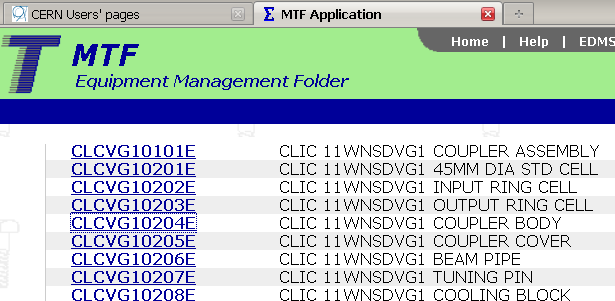 CERN Users' pages
MTF Application
Home | Help | EDMS
T MTF
Equipment Management Folder
CLCVG10101E CLIC 11WNSDVG1 COUPLER ASSEMBLY
CLCVG10201E CLIC 11WNSDVG1 45MM DIA STD CELL
CLCVG10202E CLIC 11WNSDVG1 INPUT RING CELL
CLCVG10203E CLIC 11WNSDVG1 OUTPUT RING CELL
CLCVG10204E CLIC 11WNSDVG1 COUPLER BODY
CLCVG10205E CLIC 11WNSDVG1 COUPLER COVER
CLCVG10206E CLIC 11WNSDVG1 BEAM PIPE
CLCVG10207E CLIC 11WNSDVG1 TUNING PIN
CLCVG10208E CLIC 11WNSDVG1 COOLING BLOCK